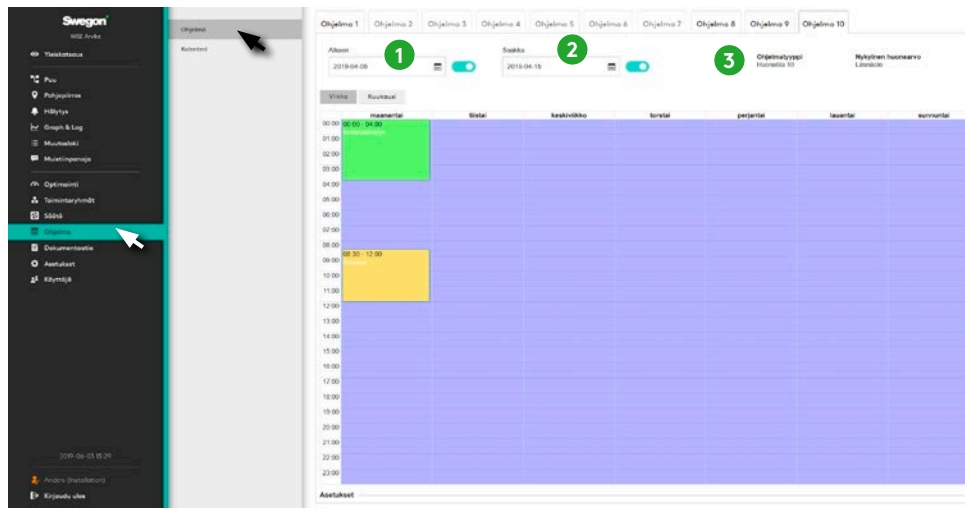 Swegon
WISE Arvika
Yleiskatsaus
Puu
Pohjapiirros
Hälytys
Graph & Log
Muutosloki
Muistiinpanoja
Optimointi
Toimintaryhmät
Säätö
Ohjelma
Dokumentaatio
Asetukset
Käyttäjä
2019-06-03 15:29
Anders (Installation)
Kirjaudu ulos
Ohjelma
Kalenteri
Ohjelma 1 Ohjelma 2 Ohjelma 3 Ohjelma 4 Ohjelma 5 Ohjelma 6 Ohjelma 7 Ohjelma 8 Ohjelma 9 Ohjelma 10
Alkaen 1 Saakka 2 3 Ohjelmatyyppi Nykyinen huonearvo
2019-04-08 2019-04-15 Huonetila 10 Läsnäolo
Viikko Kuukausi
maanantai tiistai keskiviikko torstai perjantai lauantai sunnuntai
00:00 00:00 - 04:00
01:00
02:00
03:00
04:00
05:00
06:00
07:00
08:00
08:30 - 12:00
09:00
10:00
11:00
12:00
13:00
14:00
15:00
16:00
17:00
18:00
19:00
20:00
21:00
22:00
23:00
Asetukset